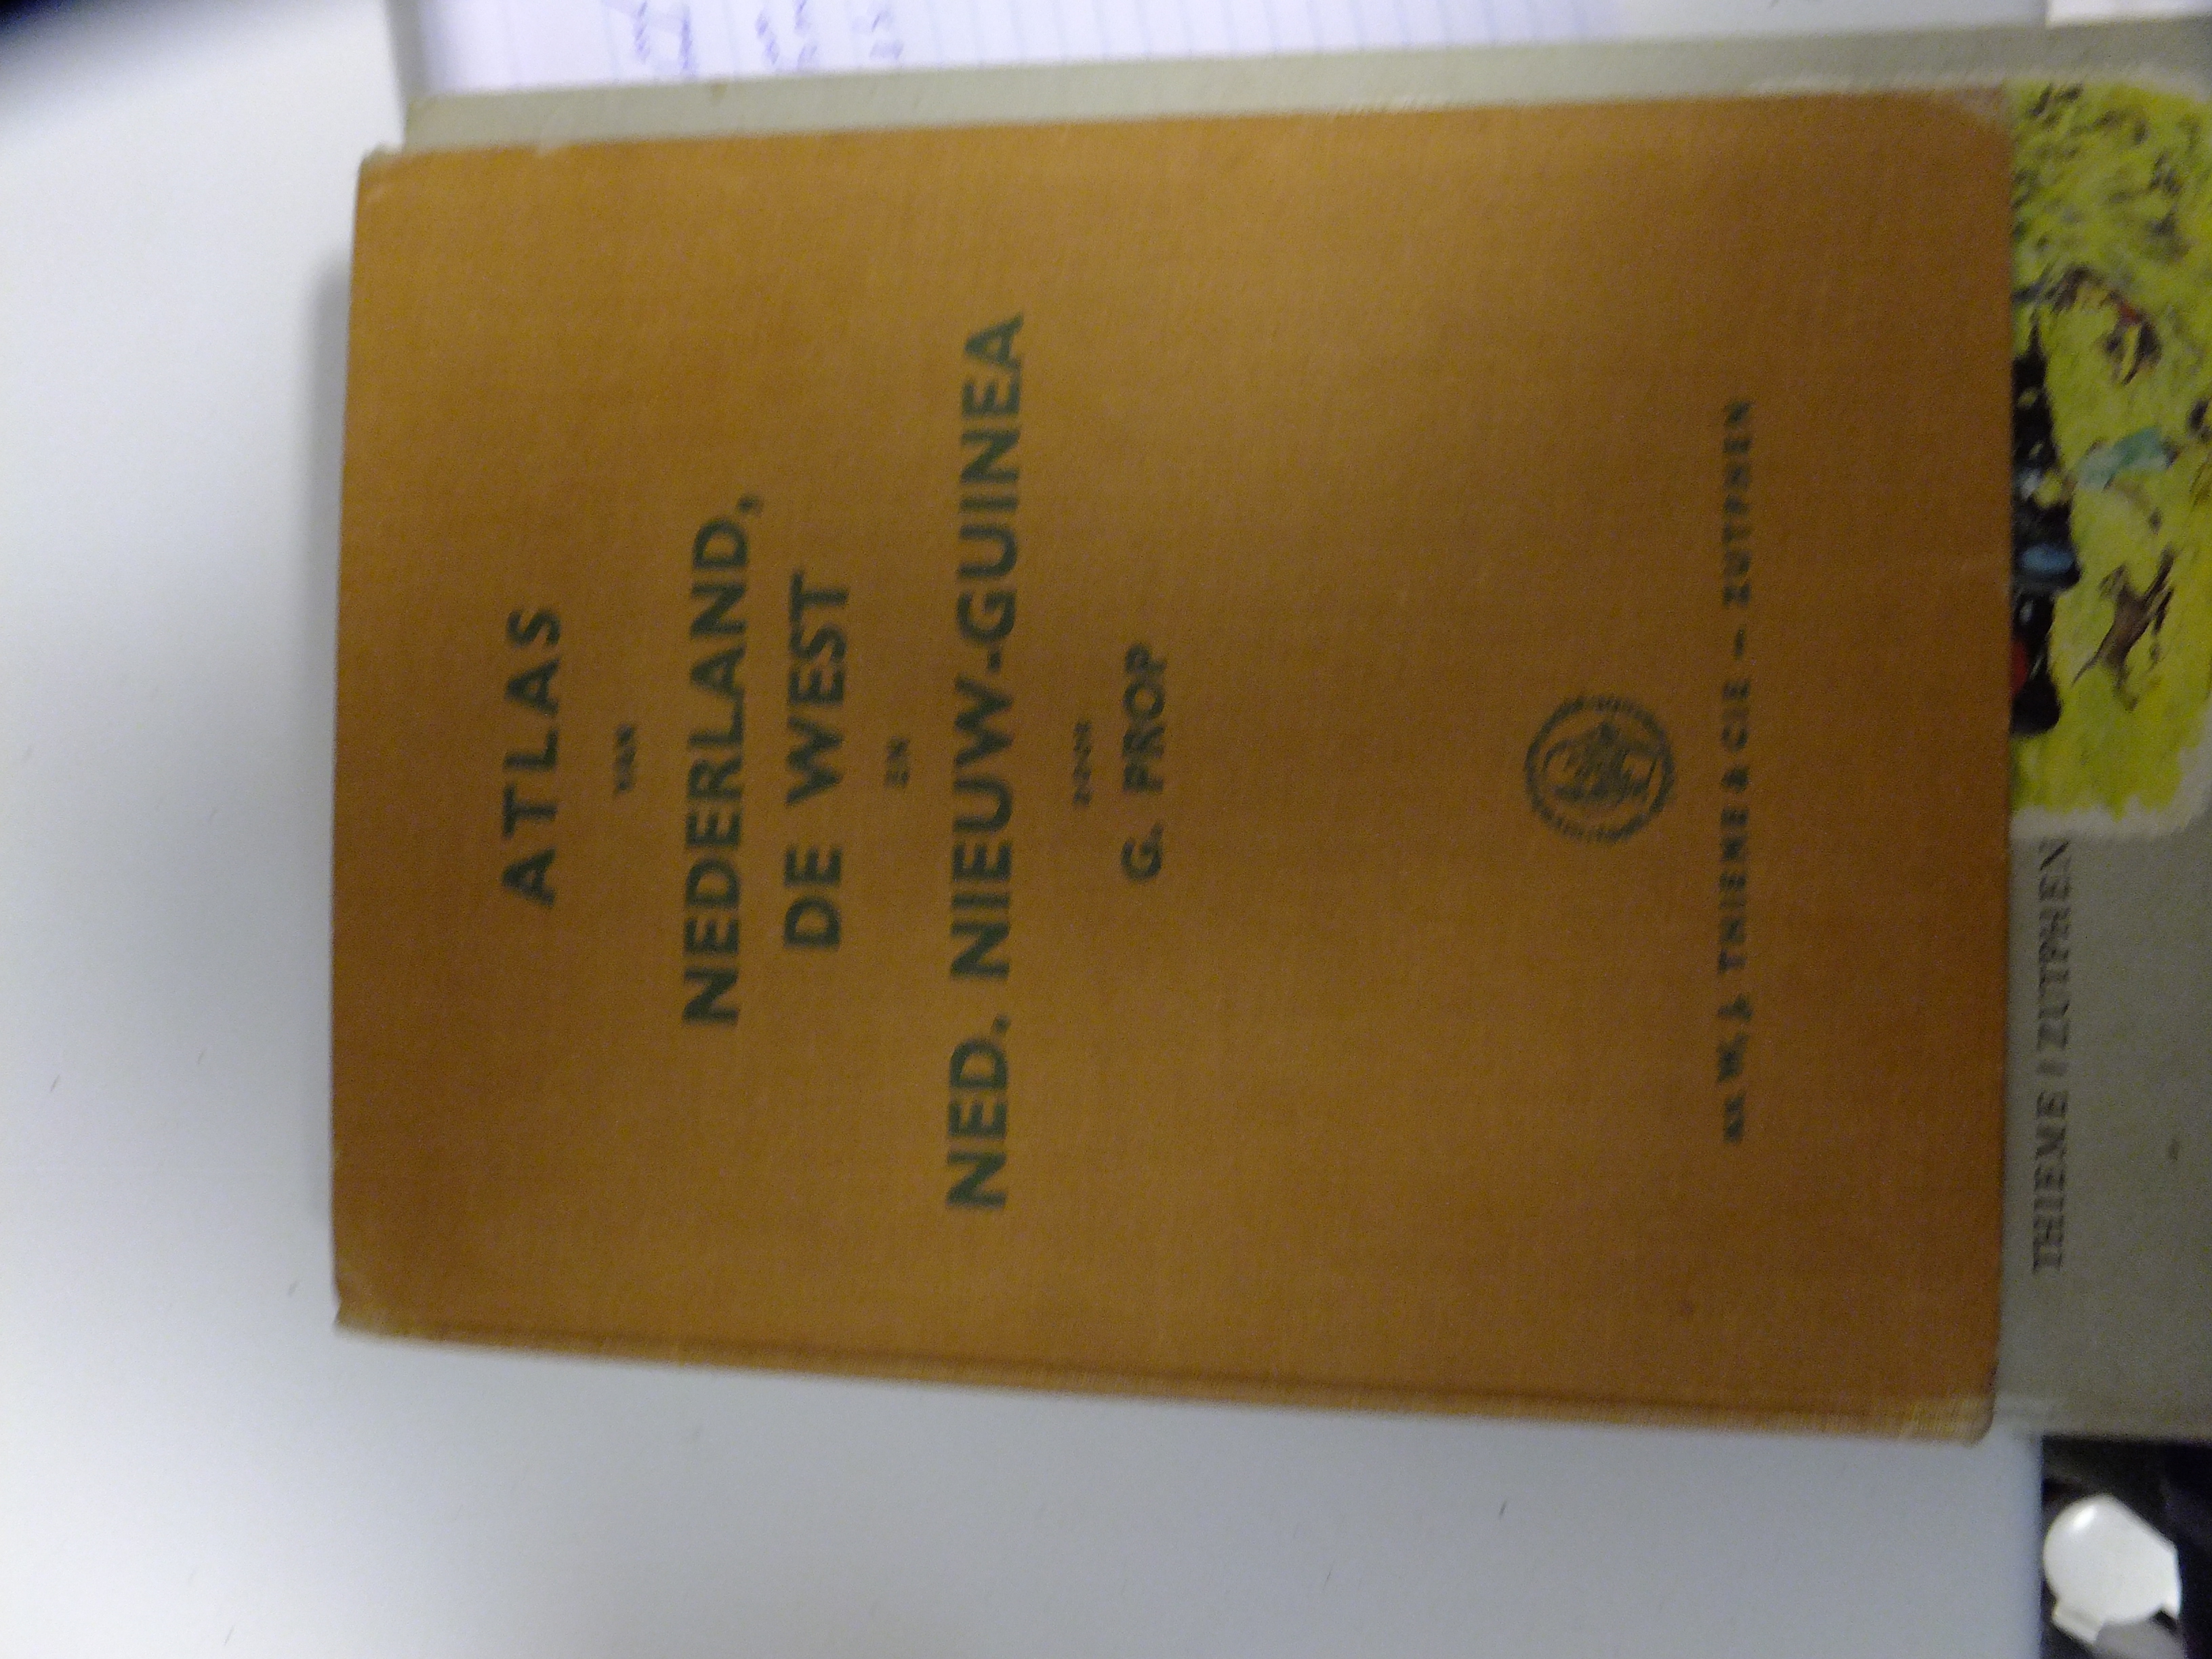 ATLAS
VAN
NEDERLAND,
DE WEST
EN
NED. NIEUW-GUINEA
DOOR
G. PROP
W. J. THIEME & CIE - ZUTPHEN
THIEME / ZUTPHEN